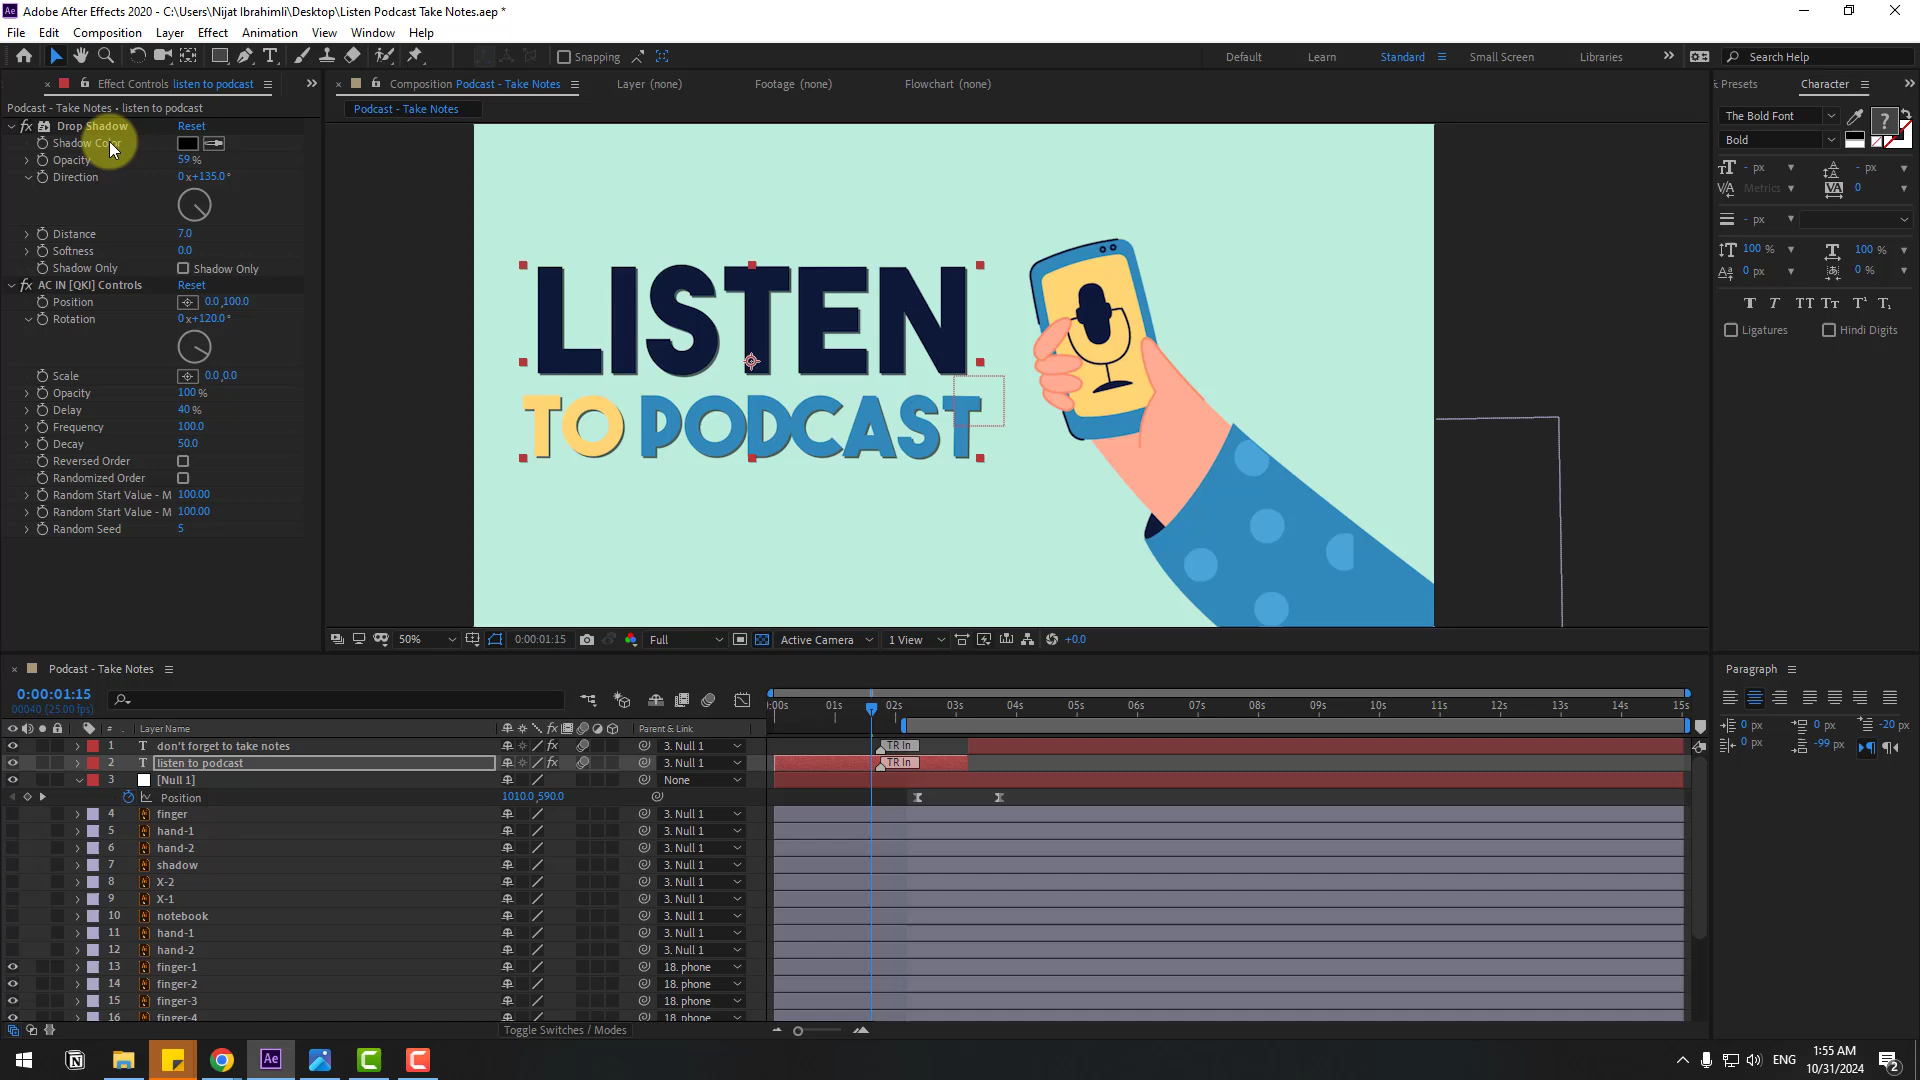 Adobe After Effects 2020 - C:\Users\Nijat Ibrahimli\Desktop\Listen Podcast Take Notes.aep *
File Edit Composition Layer Effect Animation View Window Help
Snapping Default Learn Standard Small Screen Libraries Search Help
Effect Controls listen to podcast
Composition Podcast - Take Notes Layer (none) Footage (none) Flowchart (none)
Presets Character
Podcast - Take Notes • listen to podcast
Podcast - Take Notes
Drop Shadow Reset
Shadow Color
Opacity 59 %
Direction 0 x+135.0°
Distance 7.0
Softness 0.0
Shadow Only Shadow Only
AC IN [QKI] Controls Reset
Position 0.0,100.0
Rotation 0 x+120.0°
Scale 0.0,0.0
Opacity 100 %
Delay 40 %
Frequency 100.0
Decay 50.0
Reversed Order
Randomized Order
Random Start Value - M 100.00
Random Start Value - M 100.00
Random Seed 5
LISTEN
TO PODCAST
50% 0:00:01:15 Full Active Camera 1 View +0.0
The Bold Font
Bold
- px - px
Metrics 0
- px
100 % 100 %
0 px 0 %
Ligatures Hindi Digits
Podcast - Take Notes
0:00:01:15
00040 (25.00 fps)
:00s 01s 02s 03s 04s 05s 06s 07s 08s 09s 10s 11s 12s 13s 14s 15s
# Layer Name Parent & Link
1 T don't forget to take notes 3. Null 1 TR In
2 T listen to podcast 3. Null 1 TR In
3 [Null 1] None
Position 1010.0,590.0
4 finger 3. Null 1
5 hand-1 3. Null 1
6 hand-2 3. Null 1
7 shadow 3. Null 1
8 X-2 3. Null 1
9 X-1 3. Null 1
10 notebook 3. Null 1
11 hand-1 3. Null 1
12 hand-2 3. Null 1
13 finger-1 18. phone
14 finger-2 18. phone
15 finger-3 18. phone
16 finger-4 18. phone
Toggle Switches / Modes
Paragraph
0 px 0 px -20 px
0 px -99 px
ENG
1:55 AM
10/31/2024
2